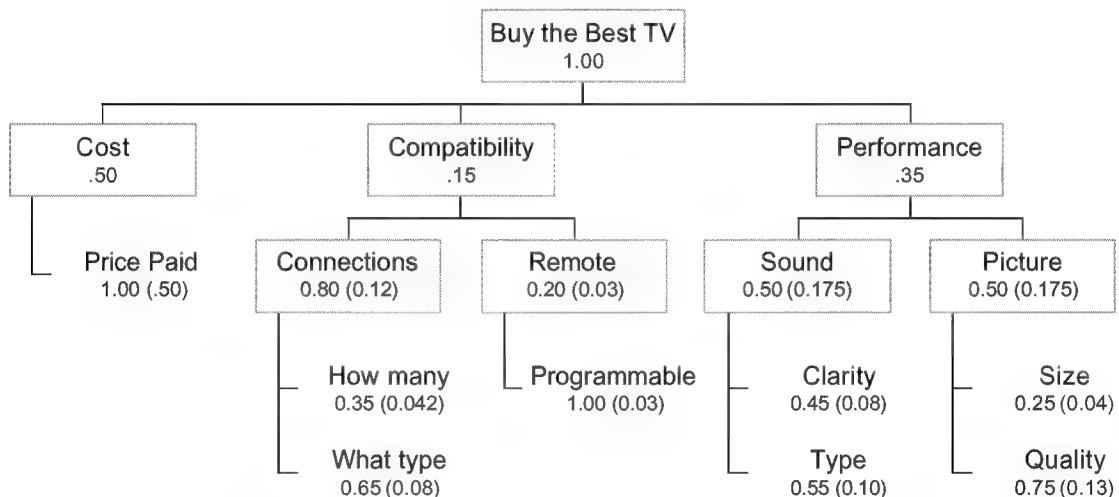 Buy the Best TV
1.00
Cost
.50
Compatibility
.15
Performance
.35
Price Paid
1.00 (.50)
Connections
0.80 (0.12)
Remote
0.20 (0.03)
Sound
0.50 (0.175)
Picture
0.50 (0.175)
How many
0.35 (0.042)
Programmable
1.00 (0.03)
Clarity
0.45 (0.08)
Size
0.25 (0.04)
What type
0.65 (0.08)
Type
0.55 (0.10)
Quality
0.75 (0.13)